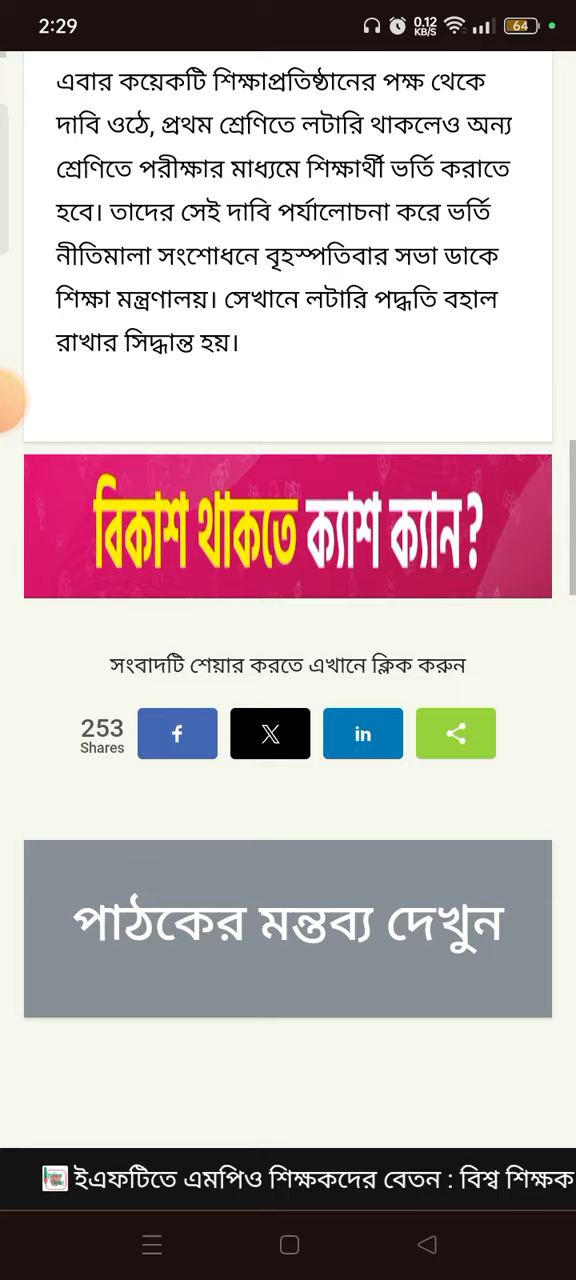 2:29
0.12 KB/S
64
এবার কয়েকটি শিক্ষাপ্রতিষ্ঠানের পক্ষ থেকে
দাবি ওঠে, প্রথম শ্রেণিতে লটারি থাকলেও অন্য
শ্রেণিতে পরীক্ষার মাধ্যমে শিক্ষার্থী ভর্তি করাতে
হবে। তাদের সেই দাবি পর্যালোচনা করে ভর্তি
নীতিমালা সংশোধনে বৃহস্পতিবার সভা ডাকে
শিক্ষা মন্ত্রণালয়। সেখানে লটারি পদ্ধতি বহাল
রাখার সিদ্ধান্ত হয়।
বিকাশ থাকতে ক্যাশ ক্যান?
সংবাদটি শেয়ার করতে এখানে ক্লিক করুন
253
Shares
পাঠকের মন্তব্য দেখুন
ইএফটিতে এমপিও শিক্ষকদের বেতন : বিশ্ব শিক্ষক